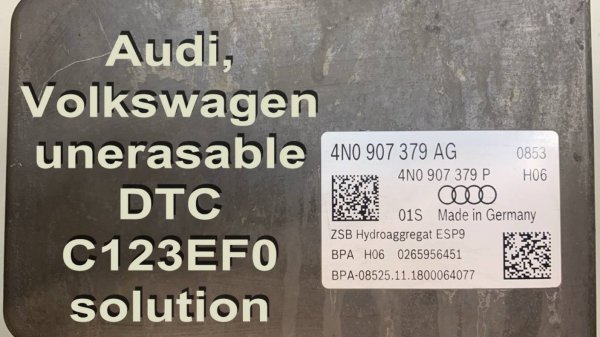 Audi,
Volkswagen
unerasable
DTC
C123EF0
solution
4N0 907 379 AG 0853
4N0 907 379 P H06
01S Made in Germany
ZSB Hydroaggregat ESP9
BPA H06 0265956451
BPA-08525.11.1800064077